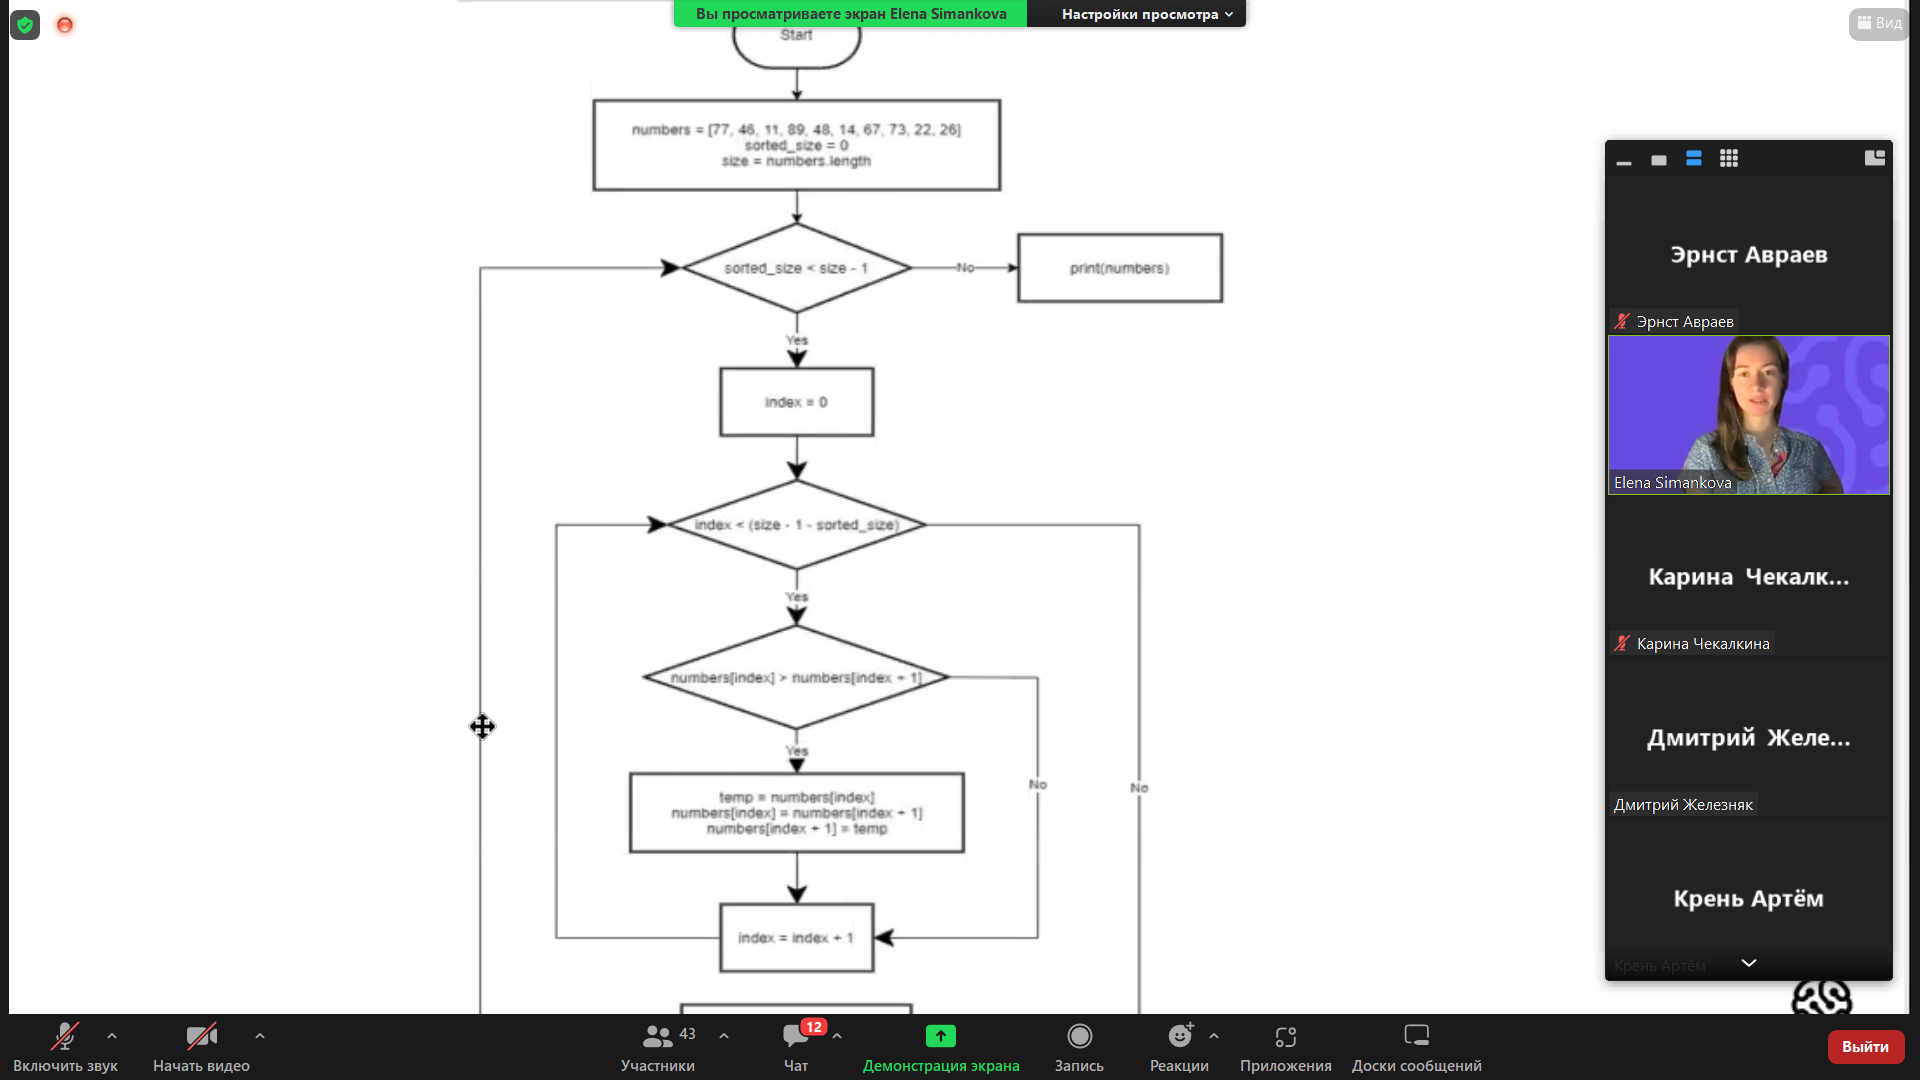 Вы просматриваете экран Elena Simankova
Настройки просмотра
Вид
Start
numbers = [77, 46, 11, 89, 48, 14, 67, 73, 22, 26]
sorted_size = 0
size = numbers.length
sorted_size < size - 1
No
print(numbers)
Yes
index = 0
index < (size - 1 - sorted_size)
Yes
numbers[index] > numbers[index + 1]
Yes
No
No
temp = numbers[index]
numbers[index] = numbers[index + 1]
numbers[index + 1] = temp
index = index + 1
Эрнст Авраев
Эрнст Авраев
Elena Simankova
Карина Чекалк...
Карина Чекалкина
Дмитрий Желе...
Дмитрий Железняк
Крень Артём
Крень Артём
Включить звук
Начать видео
43
Участники
12
Чат
Демонстрация экрана
Запись
Реакции
Приложения
Доски сообщений
Выйти